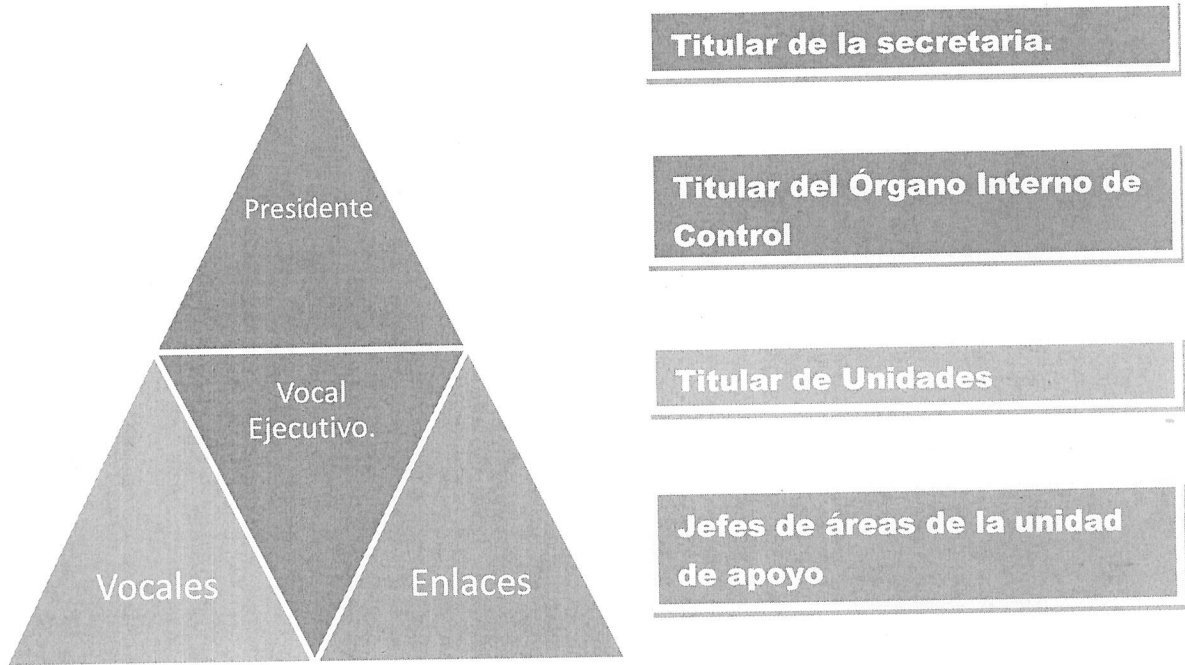 Titular de la secretaria.
Presidente
Titular del Órgano Interno de
Control
Vocal
Ejecutivo.
Titular de Unidades
Vocales
Enlaces
Jefes de áreas de la unidad
de apoyo